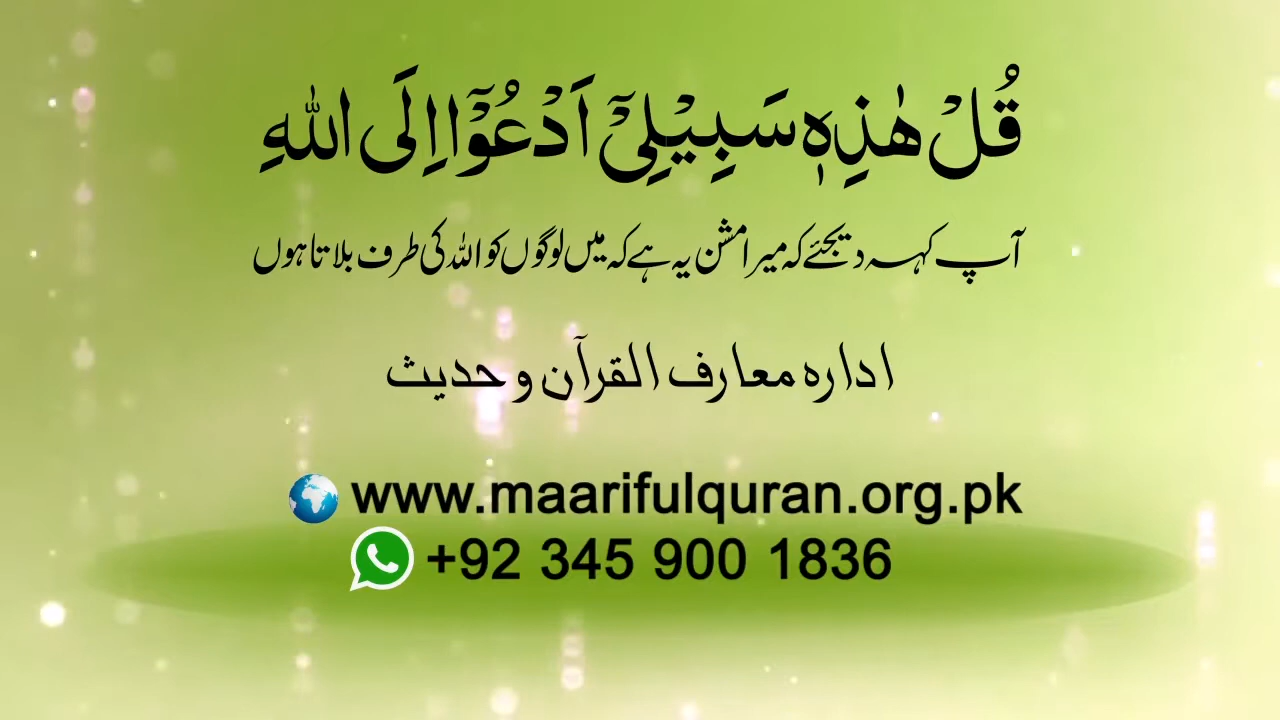 قُلْ هٰذِهٖ سَبِیْلِیْۤ اَدْعُوْۤا اِلَی اللّٰهِ
آپ کہہ دیجئے کہ میرا مشن یہ ہے کہ میں لوگوں کو اللہ کی طرف بلاتا ہوں
ادارہ معارف القرآن و حدیث
www.maarifulquran.org.pk
+92 345 900 1836